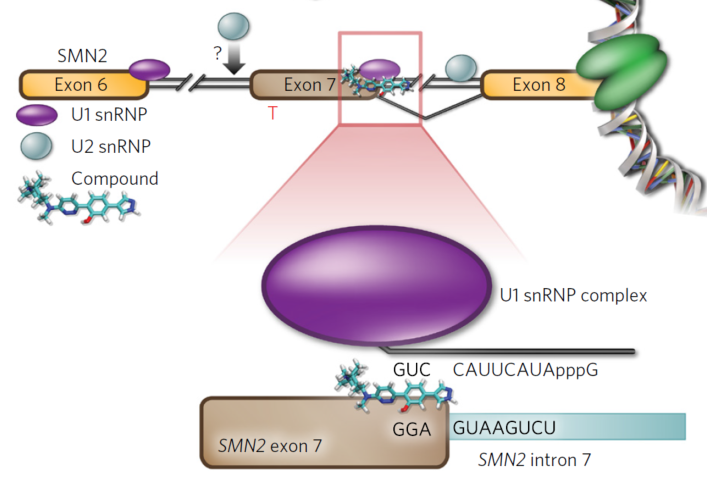 SMN2
?
Exon 6
Exon 7
Exon 8
T
U1 snRNP
U2 snRNP
Compound
U1 snRNP complex
GUC CAUUCAUApppG
GGA GUAAGUCU
SMN2 exon 7
SMN2 intron 7